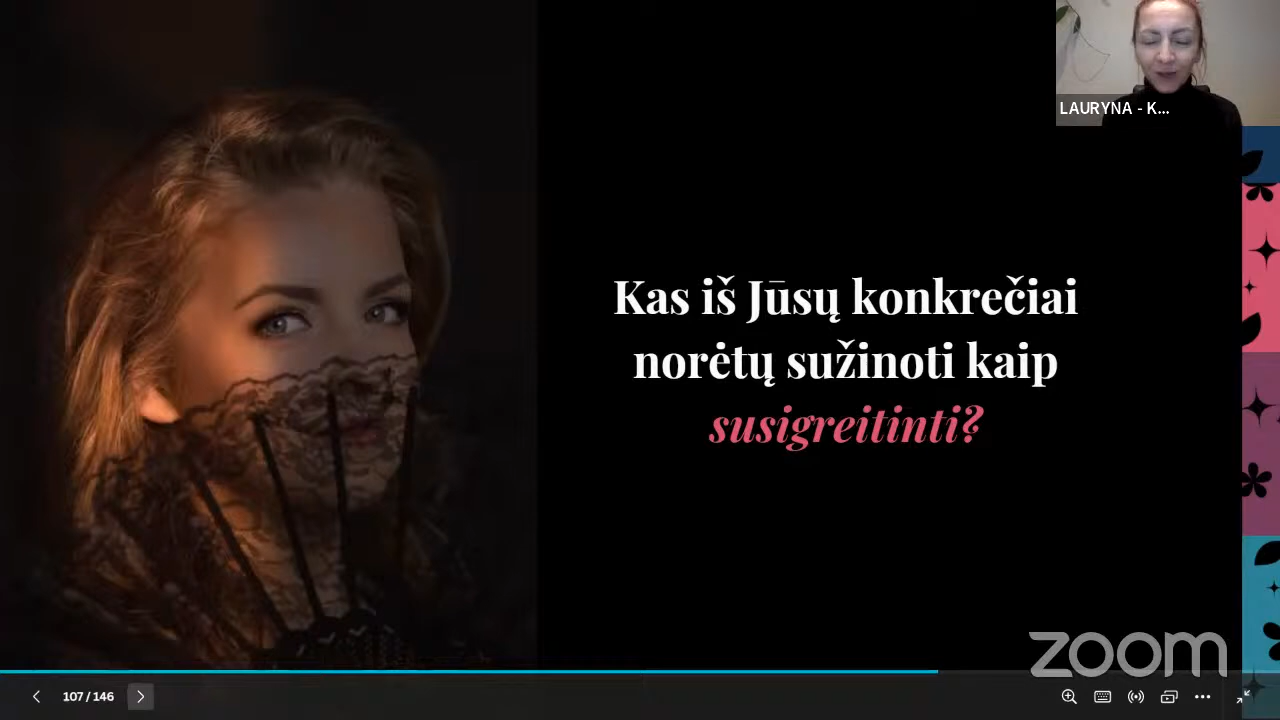 LAURYNA - K...
Kas iš Jūsų konkrečiai
norėtų sužinoti kaip
susigreitinti?
zoom
107 / 146